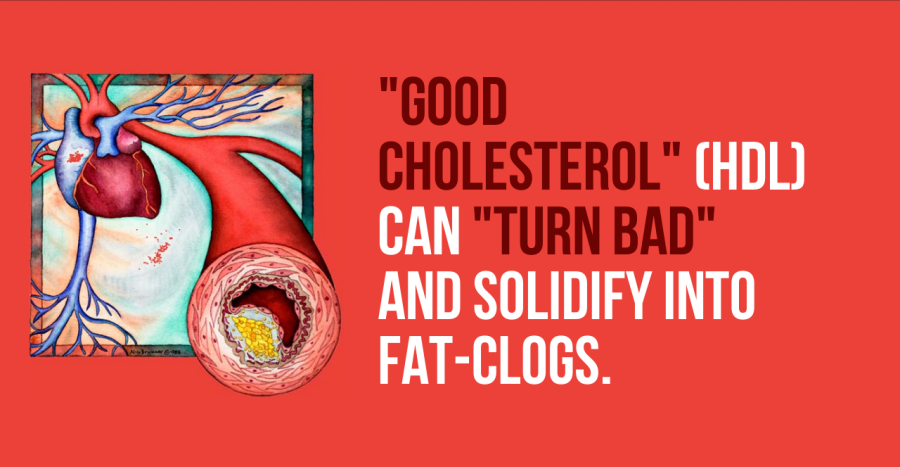 "GOOD
CHOLESTEROL" (HDL)
CAN "TURN BAD"
AND SOLIDIFY INTO
FAT-CLOGS.